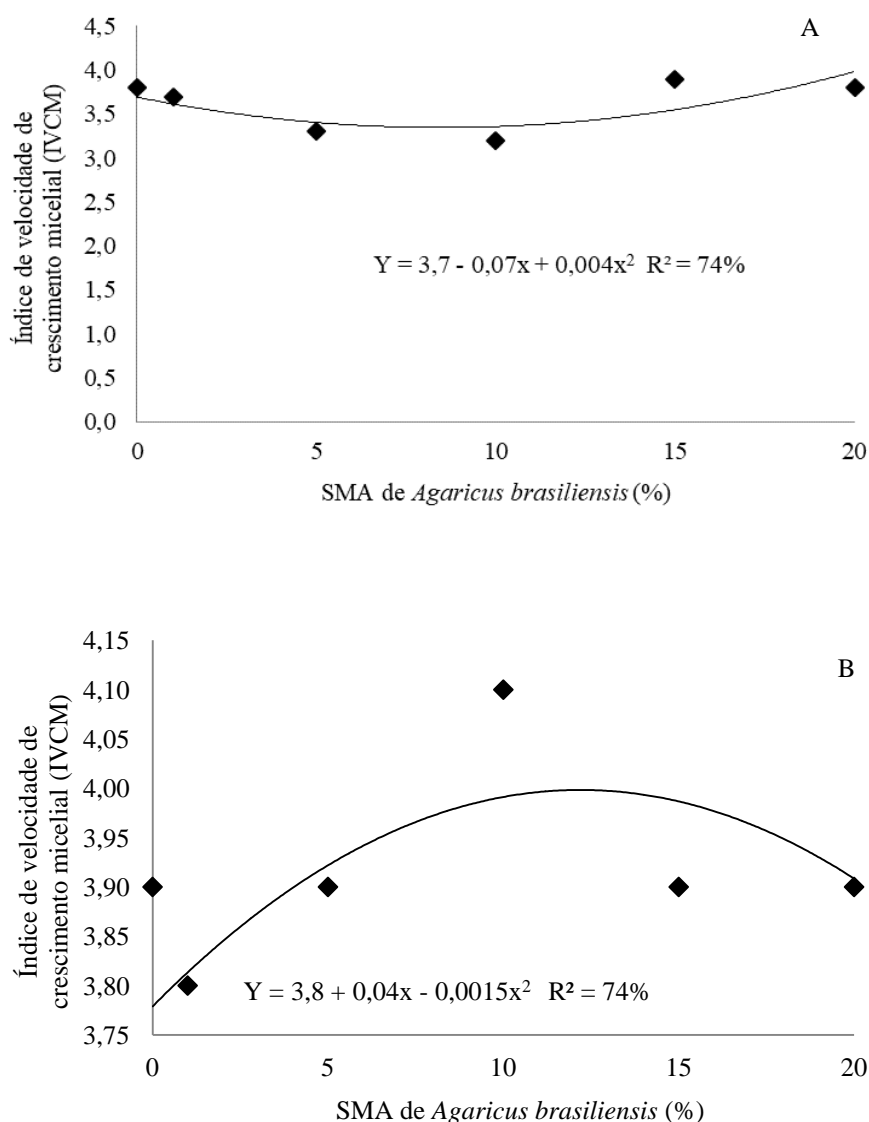 A
Índice de velocidade de
crescimento micelial (IVCM)
4,5
4,0
3,5
3,0
2,5
2,0
1,5
1,0
0,5
0,0
Y = 3,7 - 0,07x + 0,004x² R² = 74%
0 5 10 15 20
SMA de Agaricus brasiliensis (%)
B
Índice de velocidade de
crescimento micelial (IVCM)
4,15
4,10
4,05
4,00
3,95
3,90
3,85
3,80
3,75
Y = 3,8 + 0,04x - 0,0015x² R² = 74%
0 5 10 15 20
SMA de Agaricus brasiliensis (%)